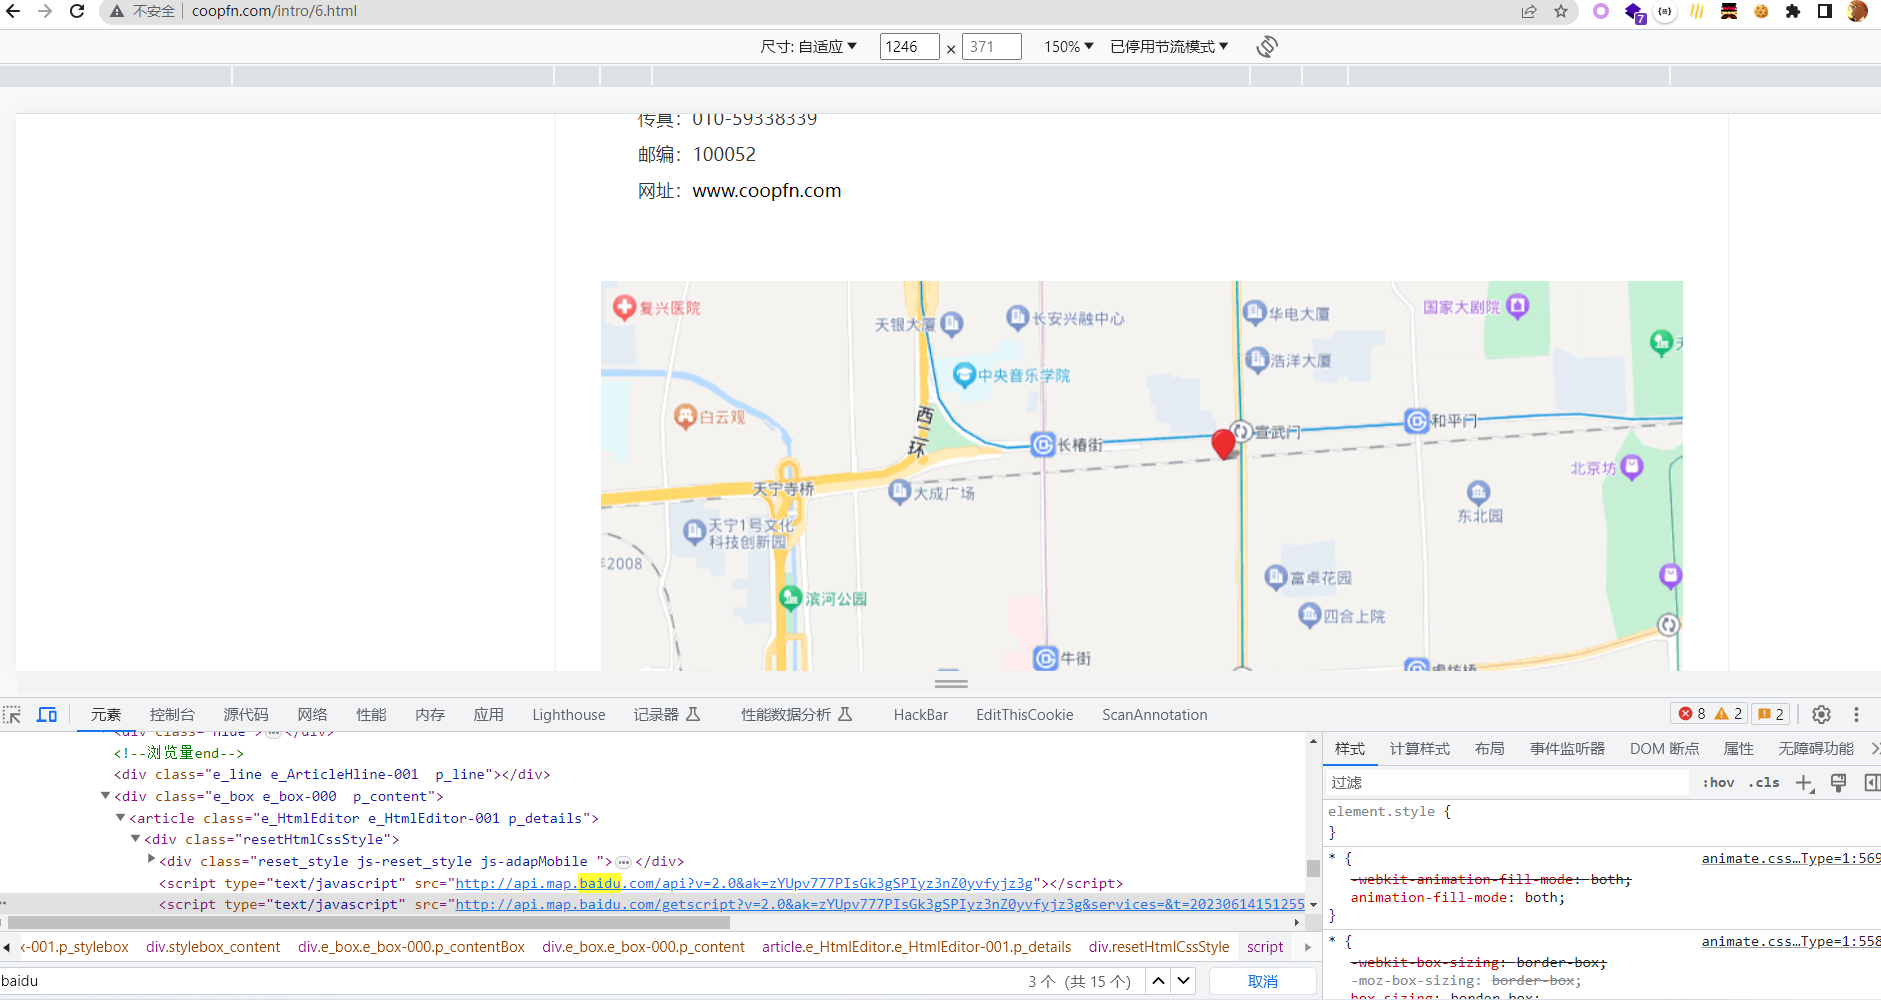 不安全 coopfn.com/intro/6.html
尺寸: 自适应 1246 × 371 150% 已停用节流模式
传真：010-59338339
邮编：100052
网址：www.coopfn.com
复兴医院
天银大厦
长安兴融中心
华电大厦
国家大剧院
浩洋大厦
中央音乐学院
白云观
西二环
长椿街
宣武门
和平门
北京坊
天宁寺桥
大成广场
东北园
天宁1号文化
科技创新园
2008
富卓花园
滨河公园
四合上院
牛街
虎坊桥
元素 控制台 源代码 网络 性能 内存 应用 Lighthouse 记录器 性能数据分析 HackBar EditThisCookie ScanAnnotation 8 2 2
<div class="hide">…</div>
<!--浏览量end-->
<div class="e_line e_ArticleHline-001  p_line"></div>
<div class="e_box e_box-000  p_content">
<article class="e_HtmlEditor e_HtmlEditor-001 p_details">
<div class="resetHtmlCssStyle">
<div class="reset_style js-reset_style js-adapMobile ">…</div>
<script type="text/javascript" src="http://api.map.baidu.com/api?v=2.0&ak=zYUpv777PIsGk3gSPIyz3nZ0yvfyjz3g"></script>
<script type="text/javascript" src="http://api.map.baidu.com/getscript?v=2.0&ak=zYUpv777PIsGk3gSPIyz3nZ0yvfyjz3g&services=&t=20230614151255
x-001.p_stylebox div.stylebox_content div.e_box.e_box-000.p_contentBox div.e_box.e_box-000.p_content article.e_HtmlEditor.e_HtmlEditor-001.p_details div.resetHtmlCssStyle script
baidu 3 个 (共 15 个) 取消
样式 计算样式 布局 事件监听器 DOM 断点 属性 无障碍功能
过滤 :hov .cls
element.style {
}
* { animate.css…Type=1:569
-webkit-animation-fill-mode: both;
animation-fill-mode: both;
}
* { animate.css…Type=1:558
-webkit-box-sizing: border-box;
-moz-box-sizing: border-box;
box-sizing: border-box;